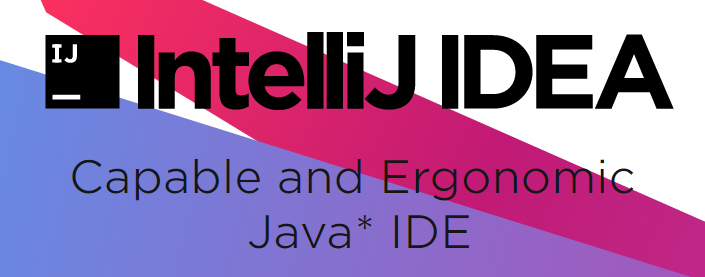 IJ
IntelliJ IDEA
Capable and Ergonomic
Java* IDE